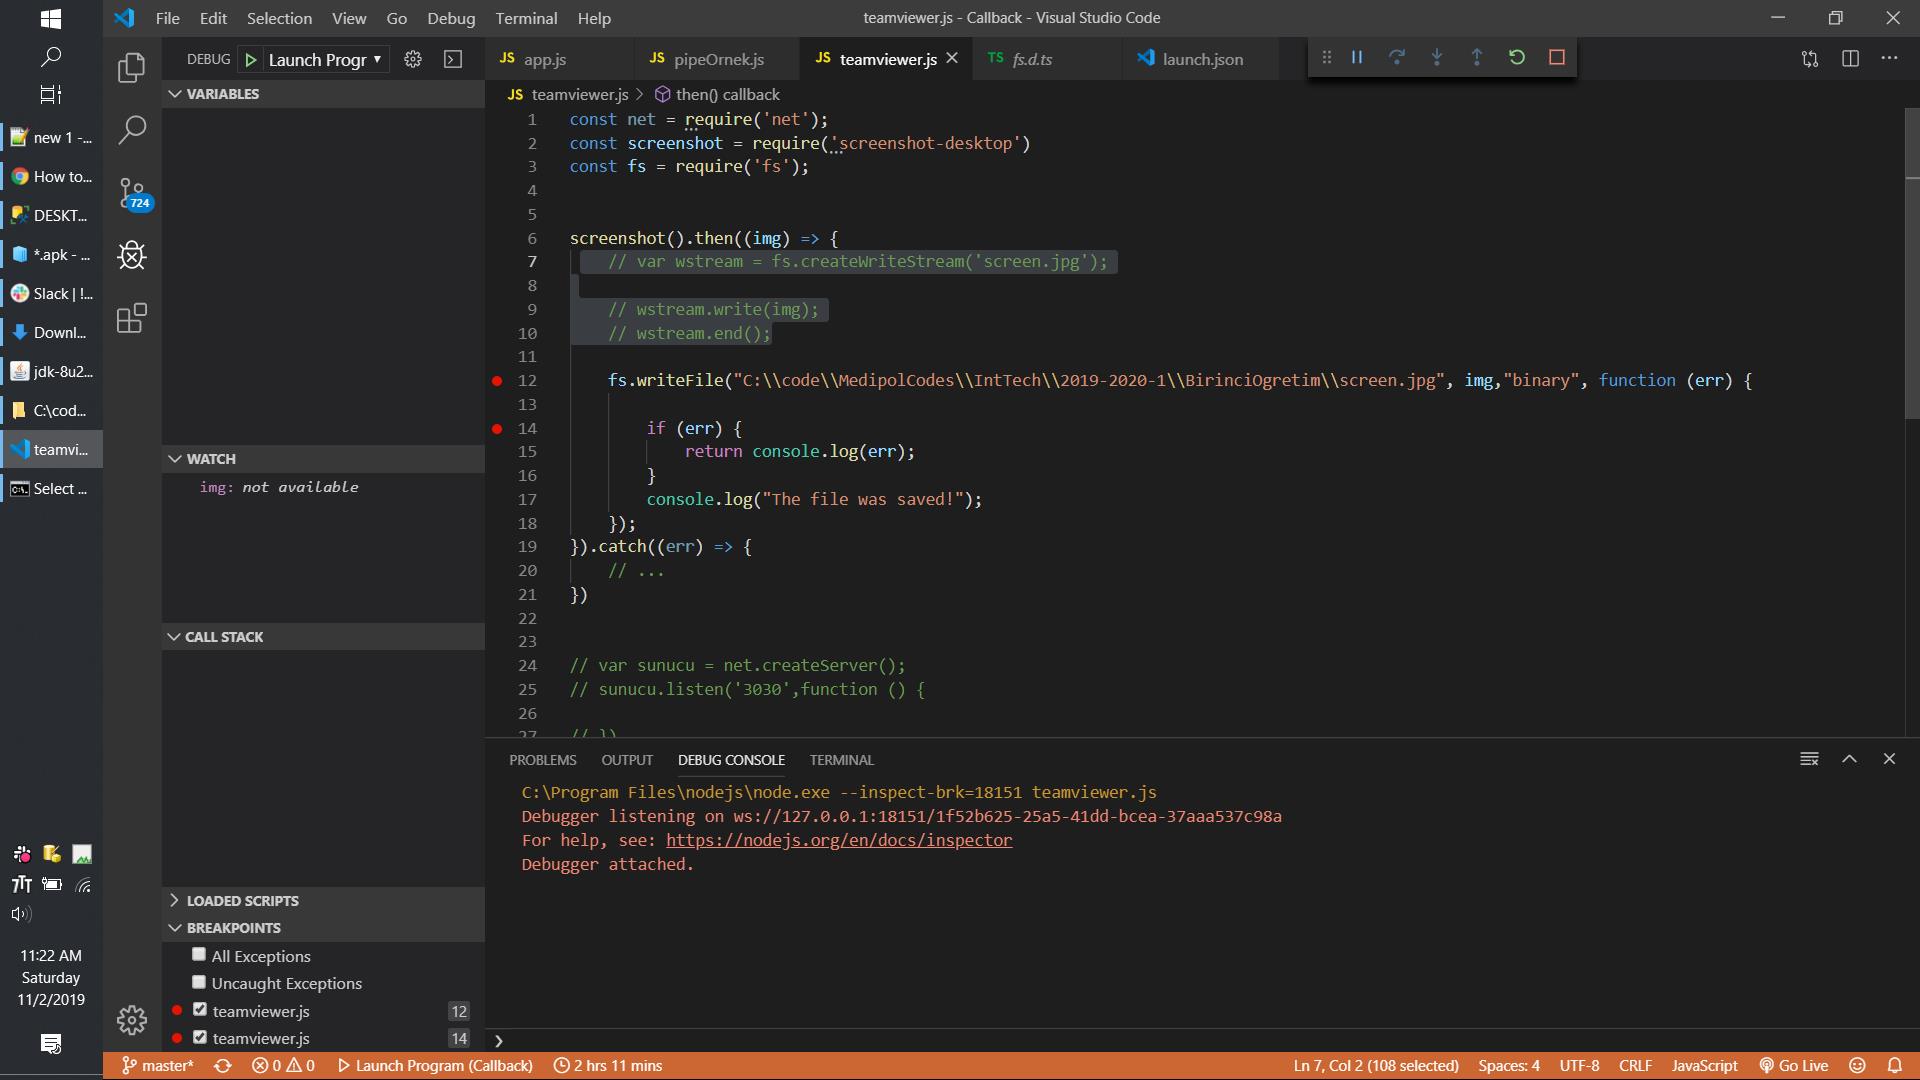 File Edit Selection View Go Debug Terminal Help
teamviewer.js - Callback - Visual Studio Code
new 1 -...
How to...
DESKT...
*.apk - ...
Slack | !...
Downl...
jdk-8u2...
C:\cod...
teamvi...
Select ...
11:22 AM
Saturday
11/2/2019
724
DEBUG Launch Progr
VARIABLES
WATCH
img: not available
CALL STACK
LOADED SCRIPTS
BREAKPOINTS
All Exceptions
Uncaught Exceptions
teamviewer.js 12
teamviewer.js 14
JS app.js JS pipeOrnek.js JS teamviewer.js TS fs.d.ts launch.json
JS teamviewer.js > then() callback
1 const net = require('net');
2 const screenshot = require('screenshot-desktop')
3 const fs = require('fs');
4
5
6 screenshot().then((img) => {
7 // var wstream = fs.createWriteStream('screen.jpg');
8
9 // wstream.write(img);
10 // wstream.end();
11
12 fs.writeFile("C:\\code\\MedipolCodes\\IntTech\\2019-2020-1\\BirinciOgretim\\screen.jpg", img,"binary", function (err) {
13
14 if (err) {
15 return console.log(err);
16 }
17 console.log("The file was saved!");
18 });
19 }).catch((err) => {
20 // ...
21 })
22
23
24 // var sunucu = net.createServer();
25 // sunucu.listen('3030',function () {
26
27 // })
PROBLEMS OUTPUT DEBUG CONSOLE TERMINAL
C:\Program Files\nodejs\node.exe --inspect-brk=18151 teamviewer.js
Debugger listening on ws://127.0.0.1:18151/1f52b625-25a5-41dd-bcea-37aaa537c98a
For help, see: https://nodejs.org/en/docs/inspector
Debugger attached.
master* 0 0 Launch Program (Callback) 2 hrs 11 mins Ln 7, Col 2 (108 selected) Spaces: 4 UTF-8 CRLF JavaScript Go Live